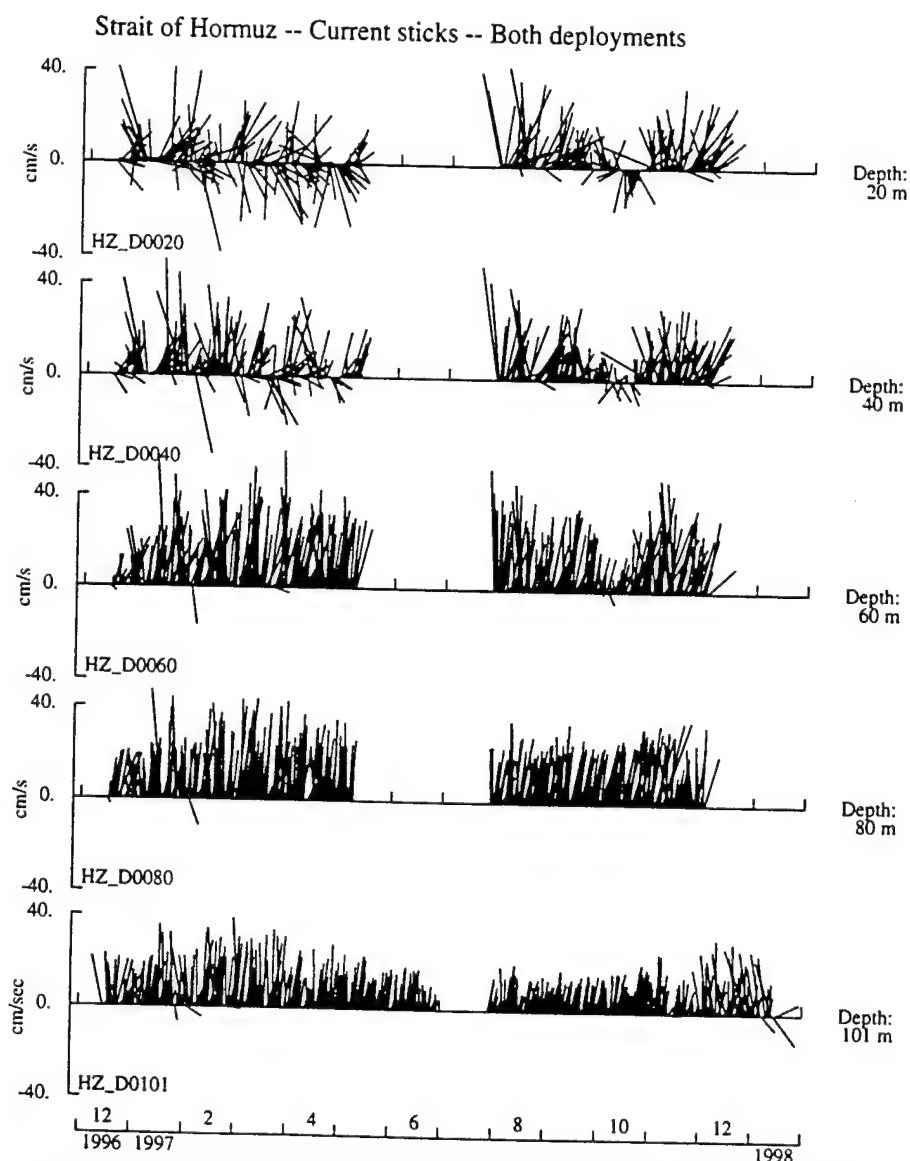 Strait of Hormuz -- Current sticks -- Both deployments
40.
cm/s
0.
-40.
HZ_D0020
Depth:
20 m
40.
cm/s
0.
-40.
HZ_D0040
Depth:
40 m
40.
cm/s
0.
-40.
HZ_D0060
Depth:
60 m
40.
cm/s
0.
-40.
HZ_D0080
Depth:
80 m
40.
cm/sec
0.
-40.
HZ_D0101
Depth:
101 m
12 2 4 6 8 10 12
1996 1997 1998